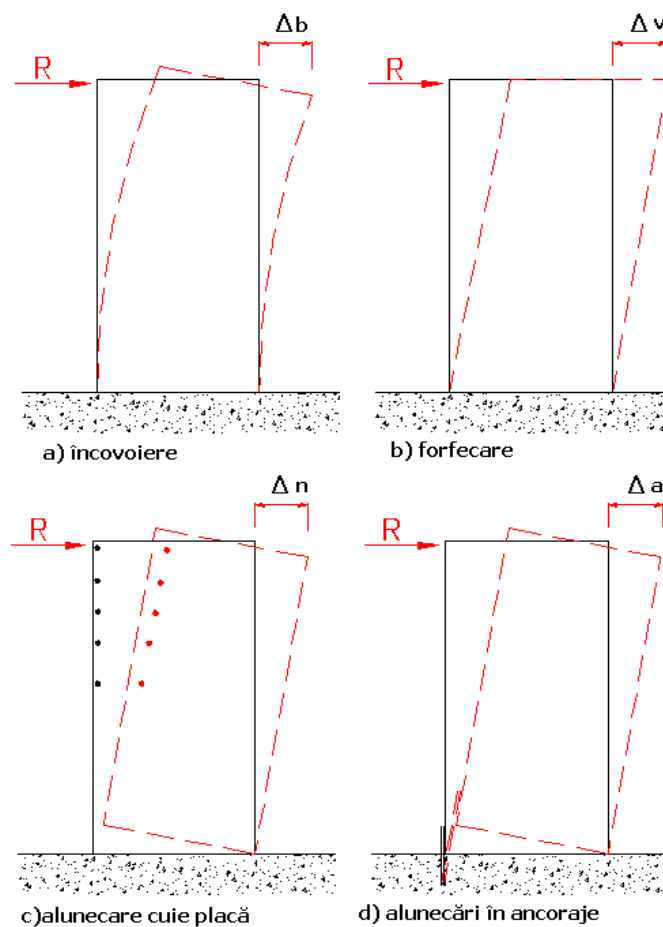 Δb
R
a) încovoiere
Δ v
R
b) forfecare
Δ n
R
c)alunecare cuie placă
Δ a
R
d) alunecări în ancoraje